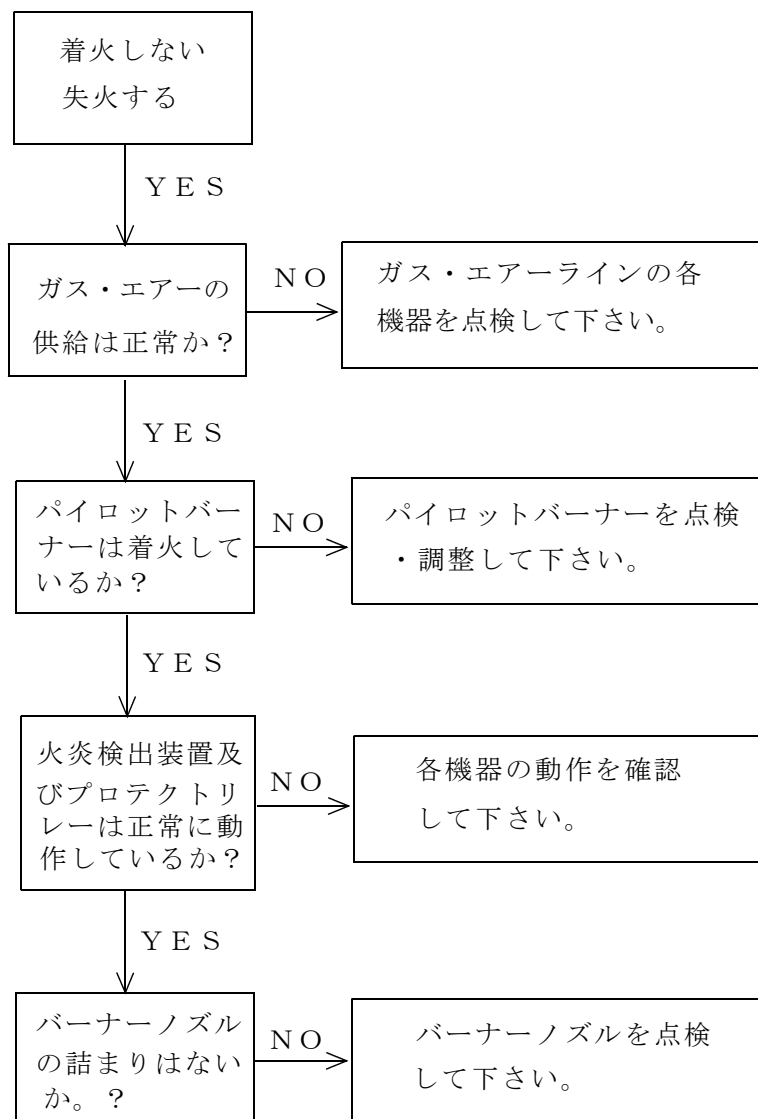 着火しない
失火する
ＹＥＳ
ガス・エアーの
供給は正常か？
ＮＯ
ガス・エアーラインの各
機器を点検して下さい。
ＹＥＳ
パイロットバー
ナーは着火して
いるか？
ＮＯ
パイロットバーナーを点検
・調整して下さい。
ＹＥＳ
火炎検出装置及
びプロテクトリ
レーは正常に動
作しているか？
ＮＯ
各機器の動作を確認
して下さい。
ＹＥＳ
バーナーノズル
の詰まりはない
か。？
ＮＯ
バーナーノズルを点検
して下さい。